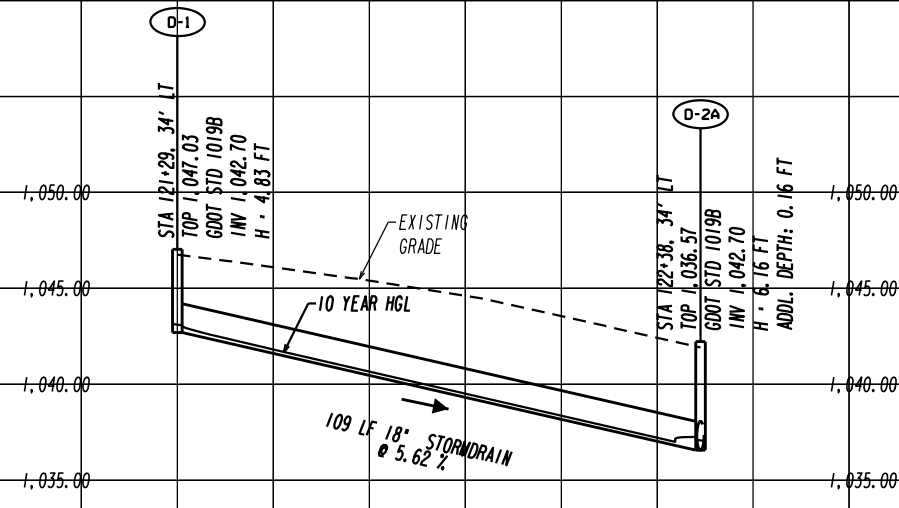 D-1
STA 121+29, 34' LT
TOP 1,047.03
GDOT STD 1019B
INV 1,042.70
H = 4.83 FT
D-2A
STA 122+38, 34' LT
TOP 1,036.57
GDOT STD 1019B
INV 1,042.70
H = 6.16 FT
ADDL. DEPTH: 0.16 FT
1,050.00
1,050.00
EXISTING
GRADE
1,045.00
1,045.00
10 YEAR HGL
1,040.00
1,040.00
109 LF 18" STORMDRAIN
@ 5.62 %
1,035.00
1,035.00